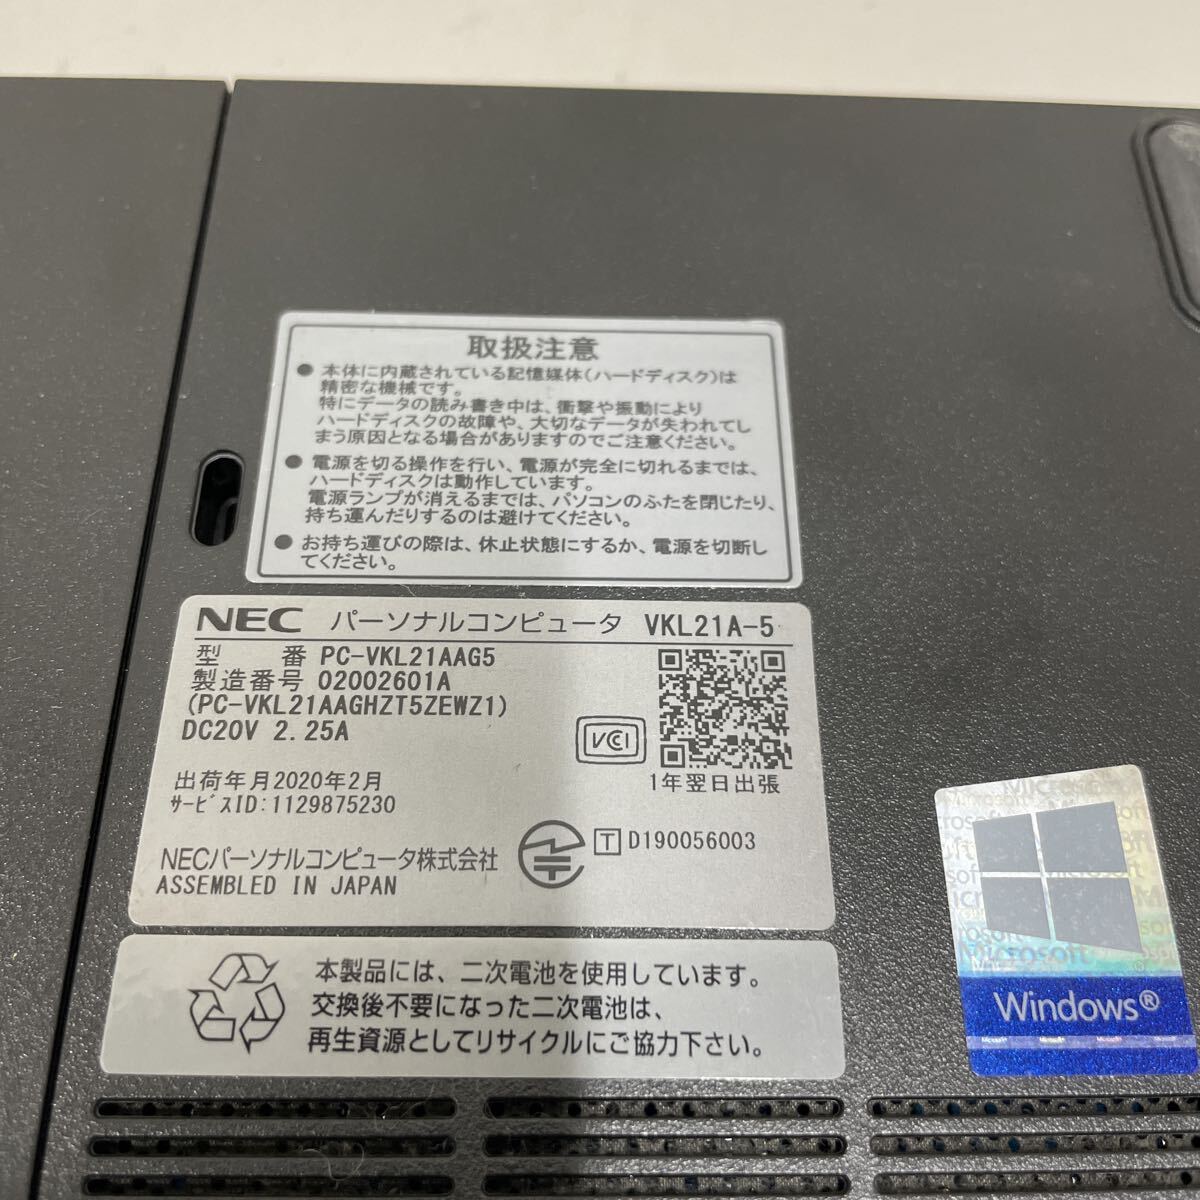 取扱注意
● 本体に内蔵されている記憶媒体(ハードディスク)は
精密な機械です。
特にデータの読み書き中は、衝撃や振動により
ハードディスクの故障や、大切なデータが失われてし
まう原因となる場合がありますのでご注意ください。
● 電源を切る操作を行い、電源が完全に切れるまでは、
ハードディスクは動作しています。
電源ランプが消えるまでは、パソコンのふたを閉じたり、
持ち運んだりするのは避けてください。
● お持ち運びの際は、休止状態にするか、電源を切断し
てください。
NEC パーソナルコンピュータ VKL21A-5
型 番 PC-VKL21AAG5
製造番号 02002601A
(PC-VKL21AAGHZT5ZEWZ1)
DC20V 2.25A
VCI
出荷年月2020年2月
1年翌日出張
ｻｰﾋﾞｽID:1129875230
T D190056003
NECパーソナルコンピュータ株式会社
ASSEMBLED IN JAPAN
本製品には、二次電池を使用しています。
交換後不要になった二次電池は、
再生資源としてリサイクルにご協力下さい。
Microsoft
Windows®
Microsoft Microsoft Microsoft Microsoft